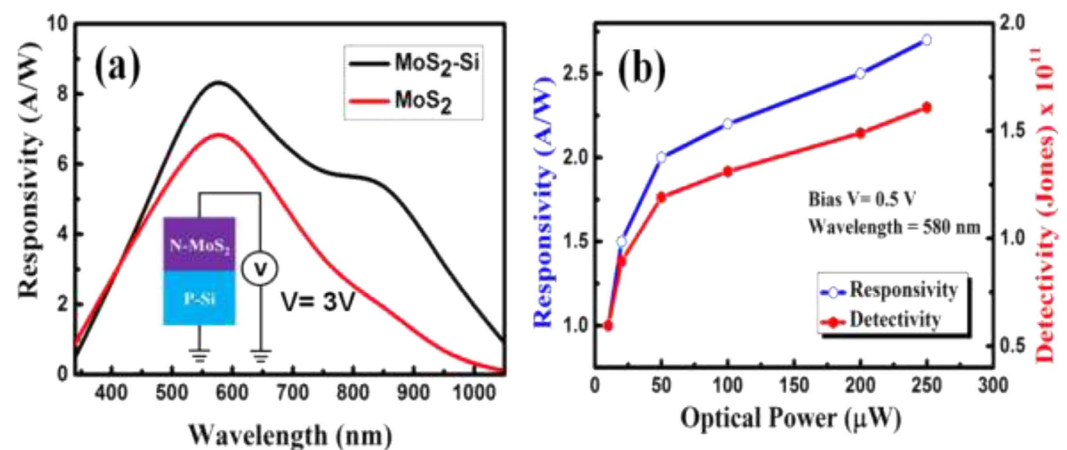 (a)
MoS2-Si
MoS2
Responsivity (A/W)
10
8
6
4
2
0
N-MoS2
P-Si
V
V= 3V
400 500 600 700 800 900 1000
Wavelength (nm)
(b)
Responsivity (A/W)
2.5
2.0
1.5
1.0
Bias V= 0.5 V
Wavelength = 580 nm
Responsivity
Detectivity
2.0
1.5
1.0
0.5
Detectivity (Jones) x 10^11
0 50 100 150 200 250 300
Optical Power (μW)